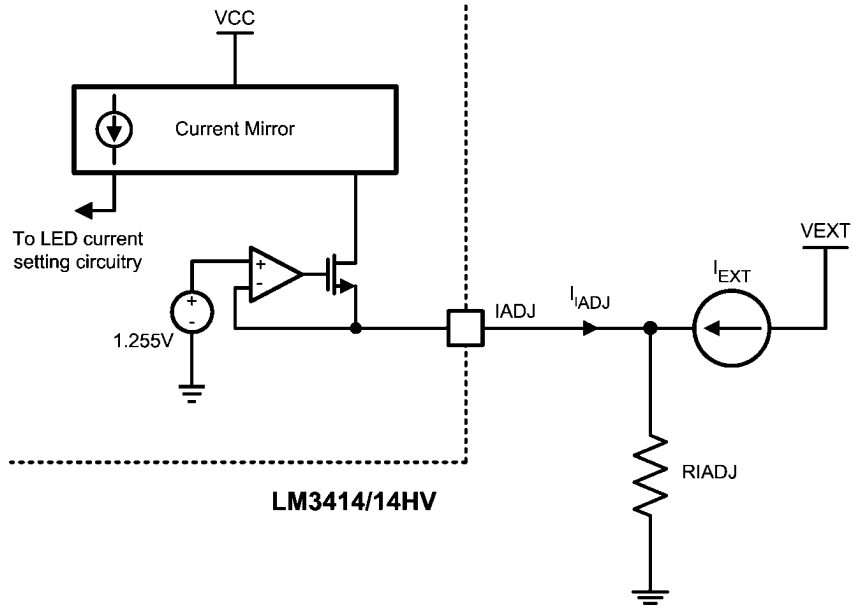 VCC
Current Mirror
To LED current
setting circuitry
+
-
+
-
1.255V
IADJ
IIADJ
IEXT
VEXT
RIADJ
LM3414/14HV